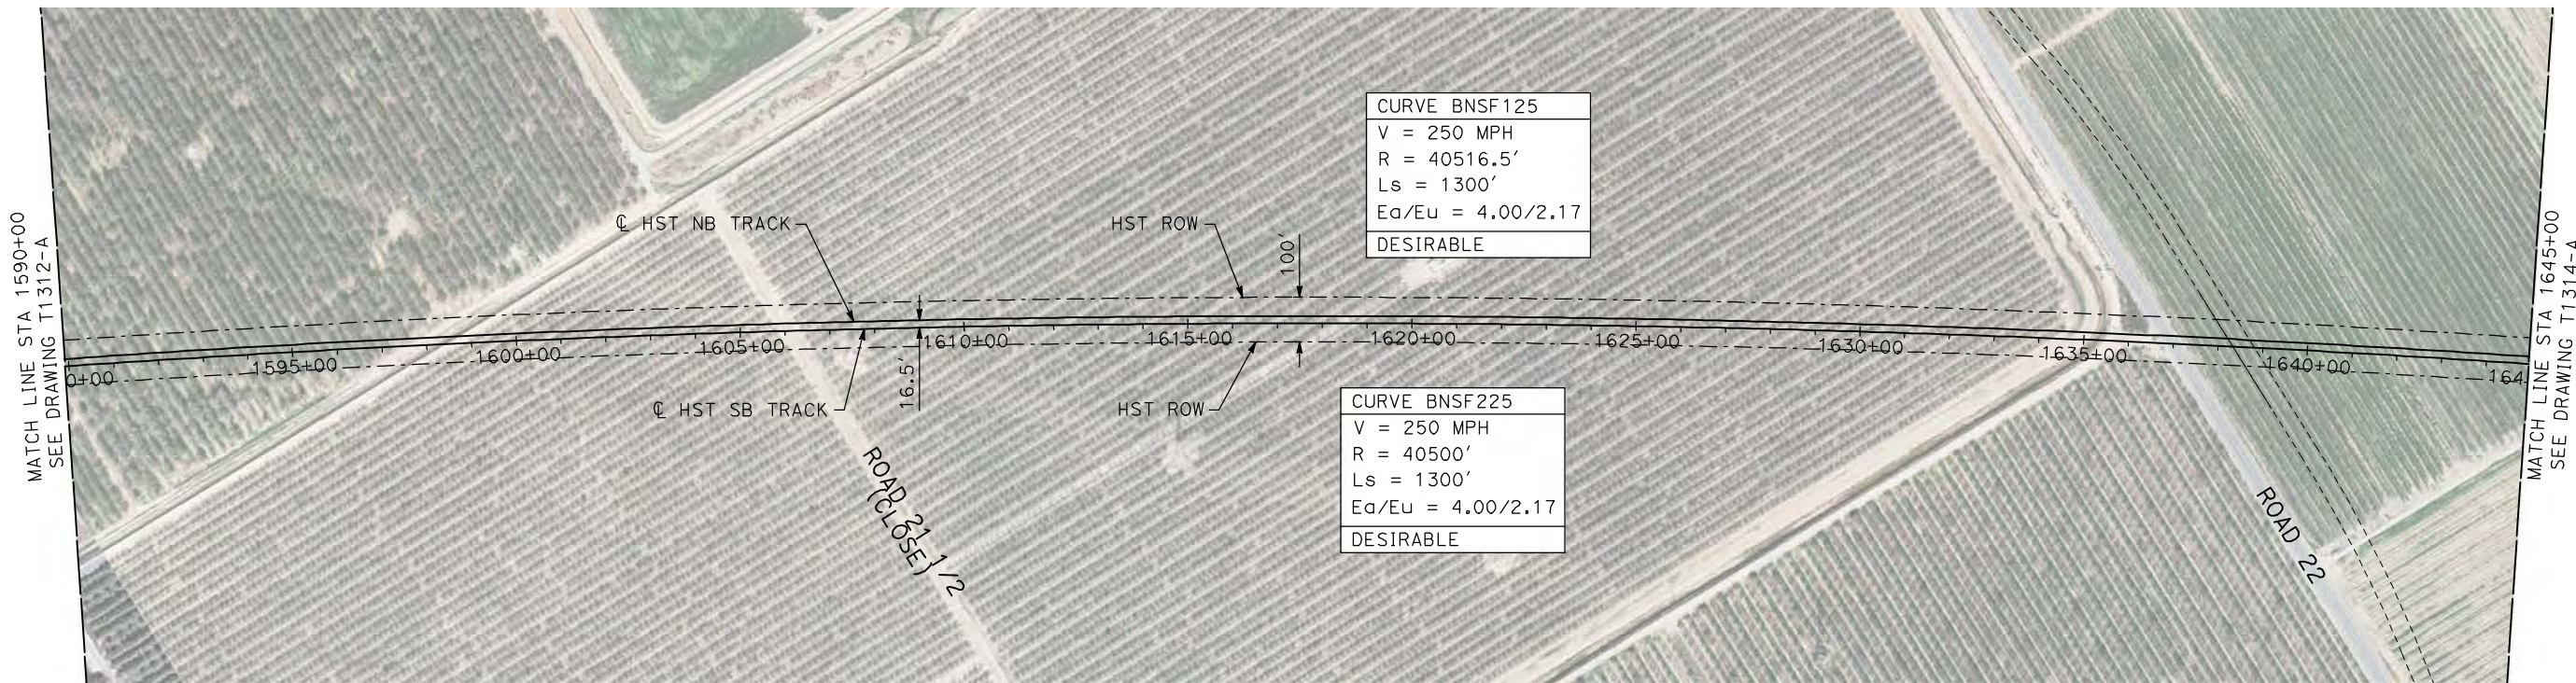 MATCH LINE STA 1590+00
SEE DRAWING T1312-A
℄ HST NB TRACK
HST ROW
100′
CURVE BNSF125
V = 250 MPH
R = 40516.5′
Ls = 1300′
Ea/Eu = 4.00/2.17
DESIRABLE
0+00
1595+00
1600+00
1605+00
1610+00
1615+00
1620+00
1625+00
1630+00
1635+00
1640+00
164
16.5′
℄ HST SB TRACK
HST ROW
CURVE BNSF225
V = 250 MPH
R = 40500′
Ls = 1300′
Ea/Eu = 4.00/2.17
DESIRABLE
ROAD 21 1/2
(CLOSE)
ROAD 22
MATCH LINE STA 1645+00
SEE DRAWING T1314-A